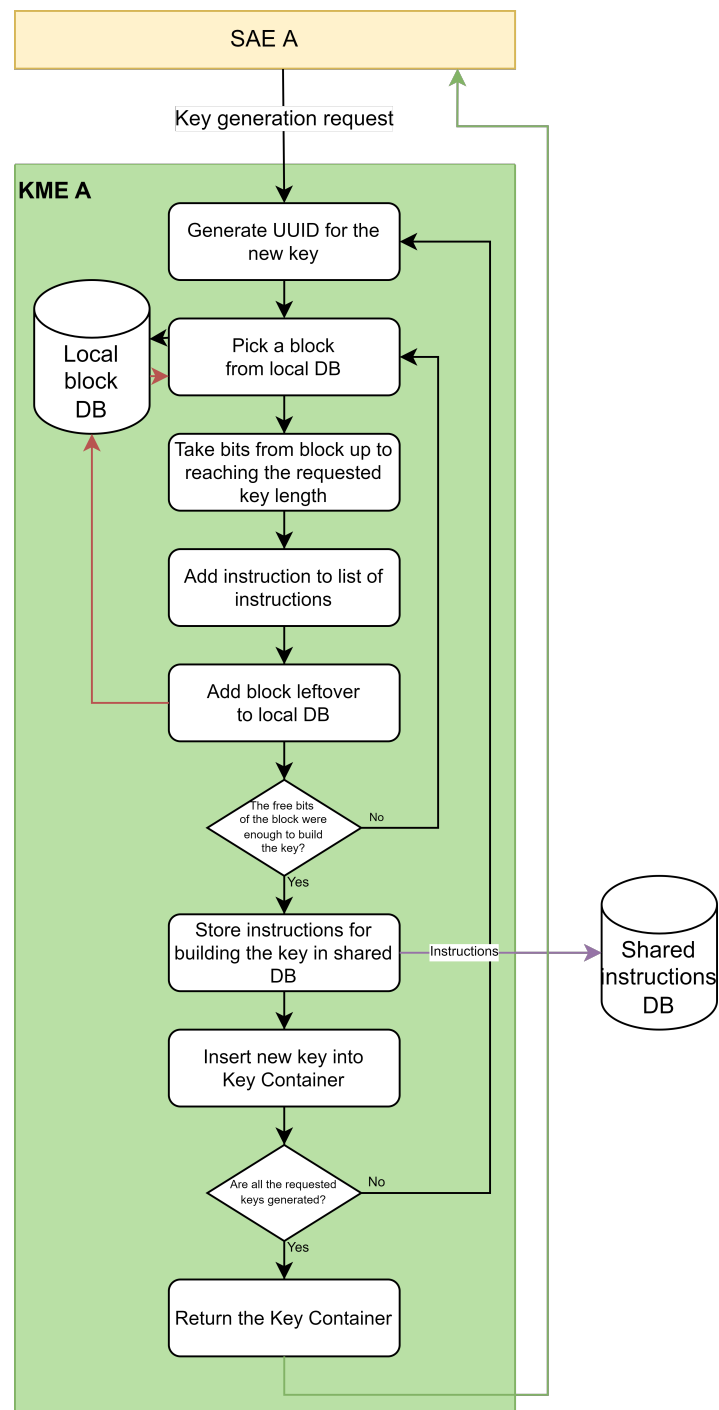 SAE A
Key generation request
KME A
Generate UUID for the
new key
Local
block
DB
Pick a block
from local DB
Take bits from block up to
reaching the requested
key length
Add instruction to list of
instructions
Add block leftover
to local DB
The free bits
of the block were
enough to build
the key?
No
Yes
Store instructions for
building the key in shared
DB
Instructions
Shared
instructions
DB
Insert new key into
Key Container
Are all the requested
keys generated?
No
Yes
Return the Key Container